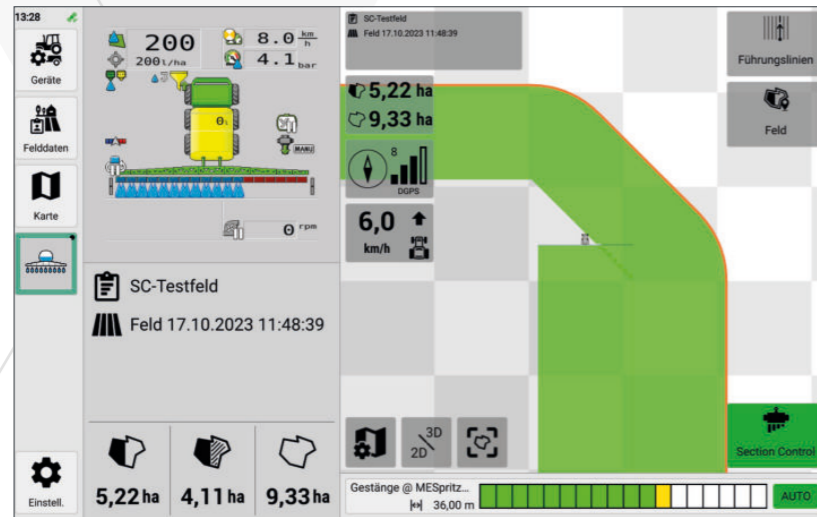 13:28
Geräte
Felddaten
Karte
Einstell.
200
200 l/ha
8.0 km/h
4.1 bar
0 L
MANU
0 rpm
SC-Testfeld
Feld 17.10.2023 11:48:39
5,22 ha
4,11 ha
9,33 ha
SC-Testfeld
Feld 17.10.2023 11:48:39
5,22 ha
9,33 ha
8
DGPS
6,0
km/h
Führungslinien
Feld
3D
2D
Section Control
Gestänge @ MESpritz...
36,00 m
AUTO